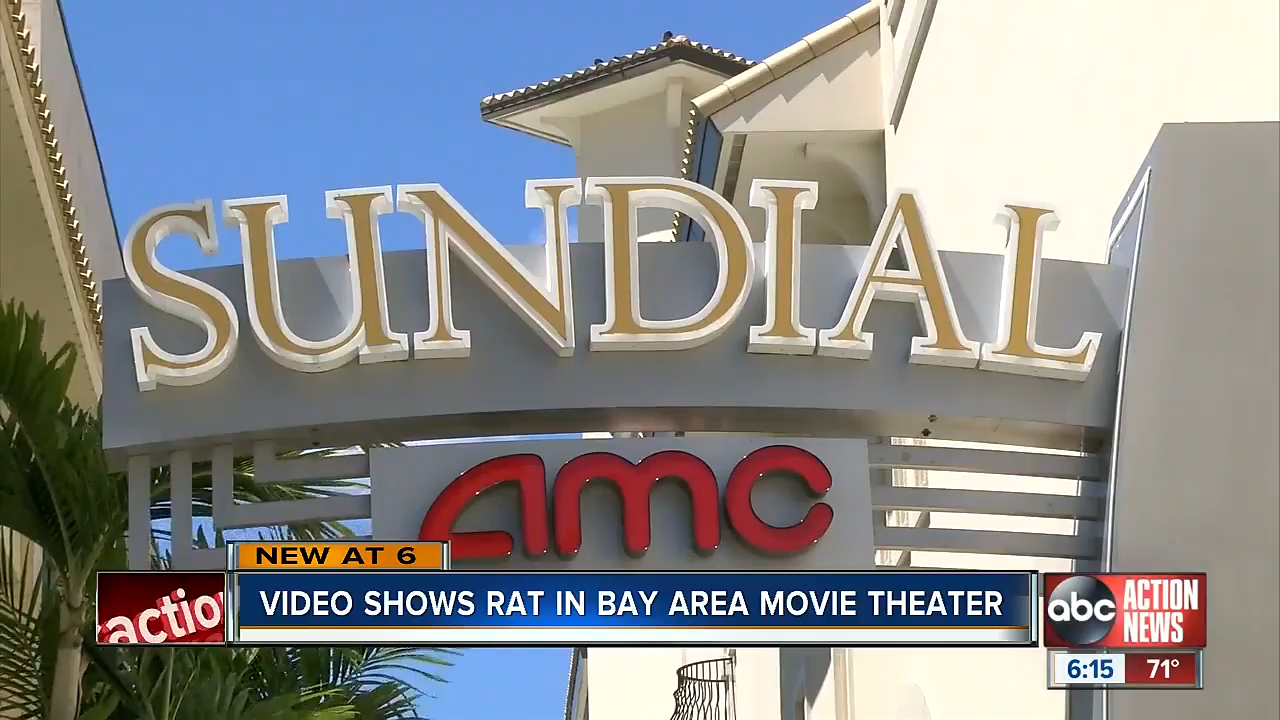 SUNDIAL
amc
NEW AT 6
VIDEO SHOWS RAT IN BAY AREA MOVIE THEATER
actio
abc ACTION NEWS
6:15 71°